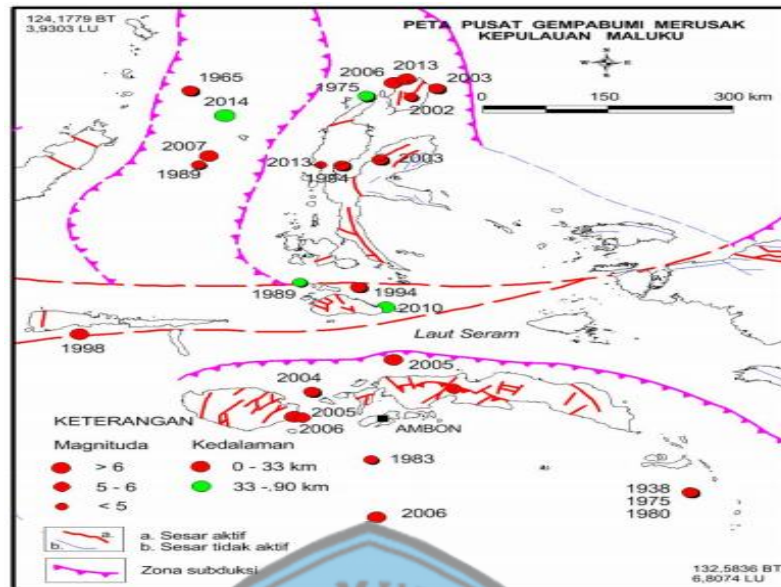 124,1779 BT
3,9303 LU
PETA PUSAT GEMPABUMI MERUSAK
KEPULAUAN MALUKU
N
W E
S
0 150 300 km
1965
2014
2007
1989
2006
2013
1975
2003
2002
2013
1984
2003
1989
1994
2010
Laut Seram
1998
2005
2004
2005
2006
AMBON
1983
2006
1938
1975
1980
KETERANGAN
Magnituda Kedalaman
> 6 0 - 33 km
5 - 6 33 -.90 km
< 5
a. a. Sesar aktif
b. b. Sesar tidak aktif
Zona subduksi
132,5836 BT
6,8074 LU